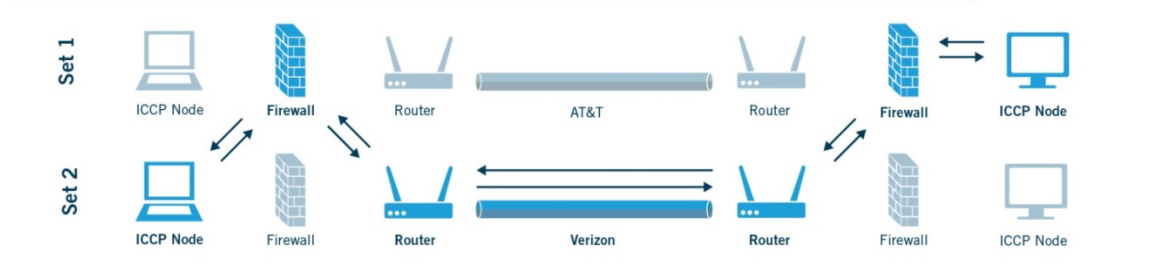 Set 1
ICCP Node
Firewall
Router
AT&T
Router
Firewall
ICCP Node
Set 2
ICCP Node
Firewall
Router
Verizon
Router
Firewall
ICCP Node